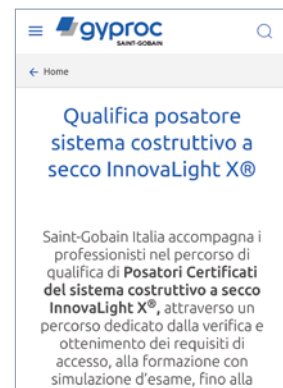 gyproc
SAINT-GOBAIN
← Home
Qualifica posatore
sistema costruttivo a
secco InnovaLight X®
Saint-Gobain Italia accompagna i
professionisti nel percorso di
qualifica di Posatori Certificati
del sistema costruttivo a secco
InnovaLight X®, attraverso un
percorso dedicato dalla verifica e
ottenimento dei requisiti di
accesso, alla formazione con
simulazione d'esame, fino alla